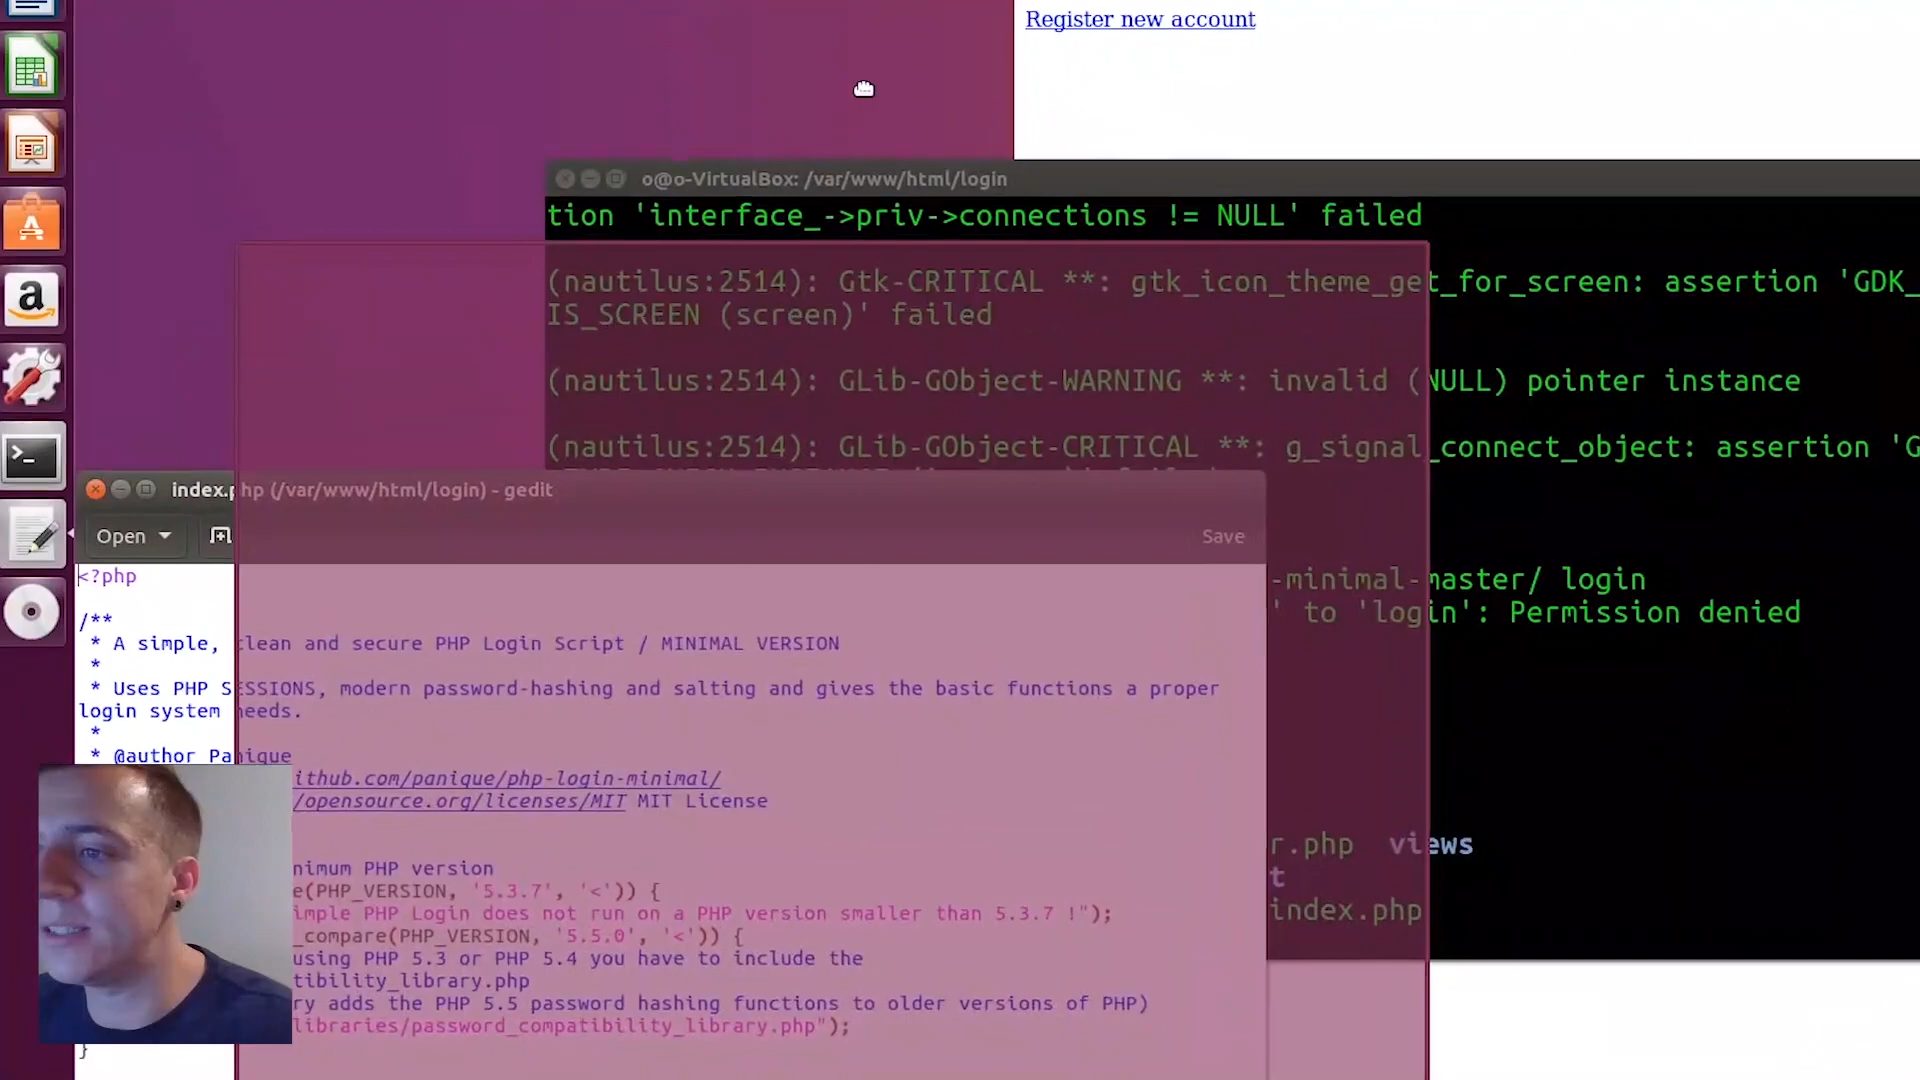 Register new account
o@o-VirtualBox: /var/www/html/login
tion 'interface_->priv->connections != NULL' failed
(nautilus:2514): Gtk-CRITICAL **: gtk_icon_theme_get_for_screen: assertion 'GDK_
IS_SCREEN (screen)' failed
(nautilus:2514): GLib-GObject-WARNING **: invalid (NULL) pointer instance
(nautilus:2514): GLib-GObject-CRITICAL **: g_signal_connect_object: assertion 'G
-minimal-master/ login
' to 'login': Permission denied
r.php views
t
index.php
index.php (/var/www/html/login) - gedit
Open
Save
<?php
/**
* A simple, clean and secure PHP Login Script / MINIMAL VERSION
*
* Uses PHP SESSIONS, modern password-hashing and salting and gives the basic functions a proper
login system needs.
*
* @author Panique
ithub.com/panique/php-login-minimal/
/opensource.org/licenses/MIT MIT License
nimum PHP version
e(PHP_VERSION, '5.3.7', '<')) {
imple PHP Login does not run on a PHP version smaller than 5.3.7 !");
_compare(PHP_VERSION, '5.5.0', '<')) {
using PHP 5.3 or PHP 5.4 you have to include the
tibility_library.php
ry adds the PHP 5.5 password hashing functions to older versions of PHP)
libraries/password_compatibility_library.php");
}